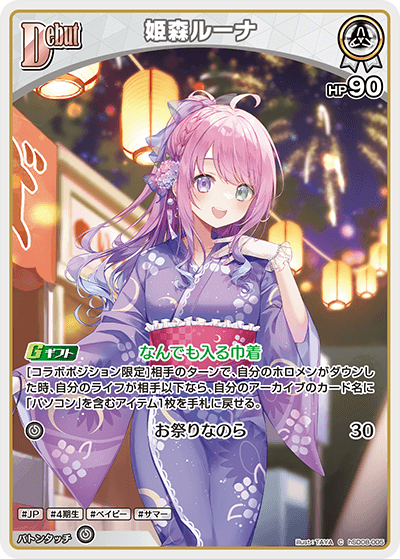 Debut
姫森ルーナ
HP90
Gギフト なんでも入る巾着
[コラボポジション限定]相手のターンで、自分のホロメンがダウンし
た時、自分のライフが相手以下なら、自分のアーカイブのカード名に
「パソコン」を含むアイテム1枚を手札に戻せる。
お祭りなのら 30
#JP #4期生 #ベイビー #サマー
バトンタッチ
illust: TAYA C hSD08-005